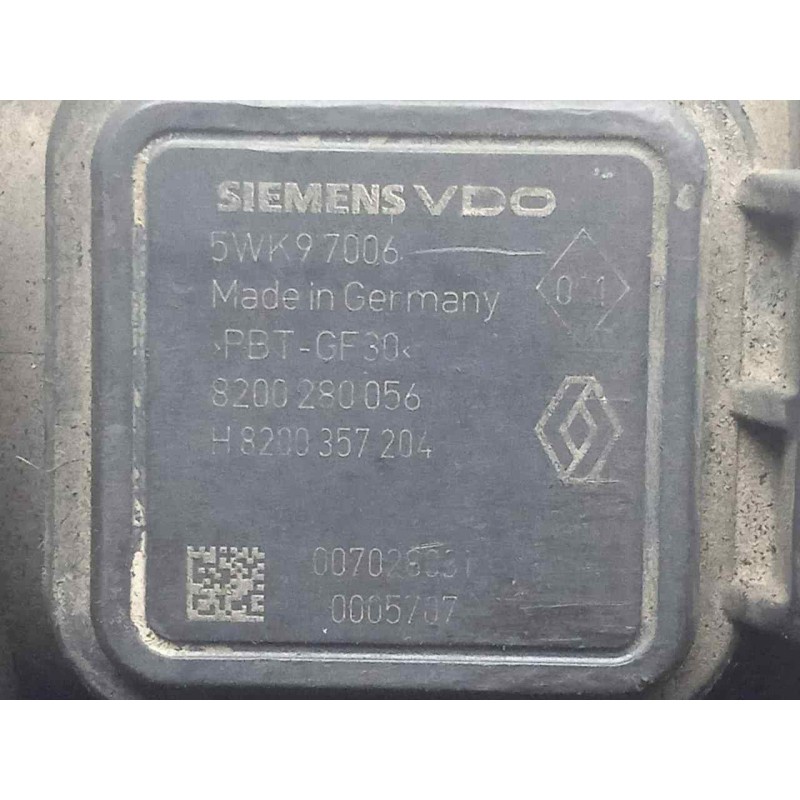 SIEMENS VDO
5WK9 7006
Made in Germany
>PBT-GF30<
8200 280 056
H 8200 357 204
0005707